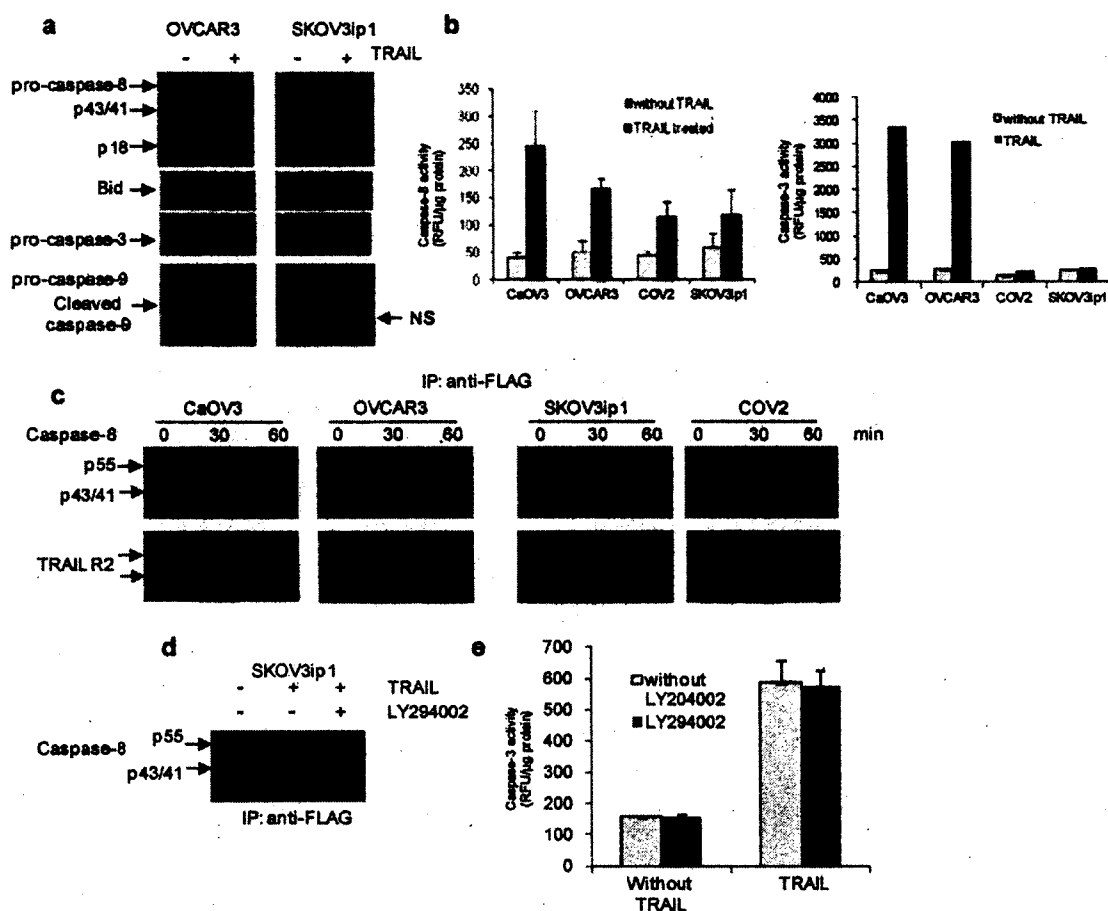 a
OVCAR3 SKOV3ip1
- + - + TRAIL
pro-caspase-8
p43/41
p18
Bid
pro-caspase-3
pro-caspase-9
Cleaved
caspase-9
NS
b
Caspase-8 activity
(RFU/µg protein)
400
350
300
250
200
150
100
50
0
without TRAIL
TRAIL treated
CaOV3 OVCAR3 COV2 SKOV3ip1
Caspase-3 activity
(RFU/µg protein)
4000
3500
3000
2500
2000
1500
1000
500
0
without TRAIL
TRAIL
CaOV3 OVCAR3 COV2 SKOV3ip1
c
IP: anti-FLAG
CaOV3 OVCAR3 SKOV3ip1 COV2
Caspase-8 0 30 60 0 30 60 0 30 60 0 30 60 min
p55
p43/41
TRAIL R2
d
SKOV3ip1
- + + TRAIL
- - + LY294002
Caspase-8 p55
p43/41
IP: anti-FLAG
e
Caspase-3 activity
(RFU/µg protein)
700
600
500
400
300
200
100
0
without
LY204002
LY294002
Without
TRAIL
TRAIL